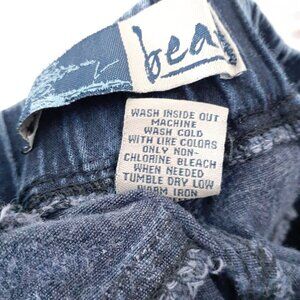 bea
WASH INSIDE OUT
MACHINE
WASH COLD
WITH LIKE COLORS
ONLY NON-
CHLORINE BLEACH
WHEN NEEDED
TUMBLE DRY LOW
WARM IRON